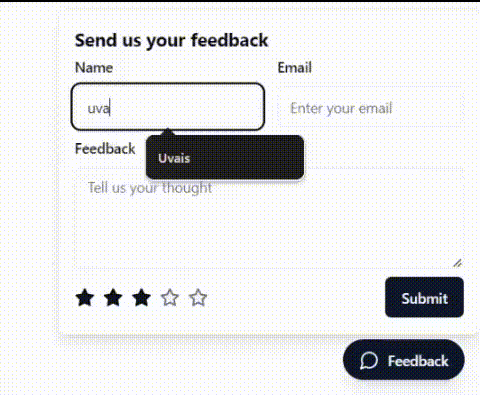 Send us your feedback
Name Email
uva Enter your email
Uvais
Feedback
Tell us your thought
Submit
Feedback